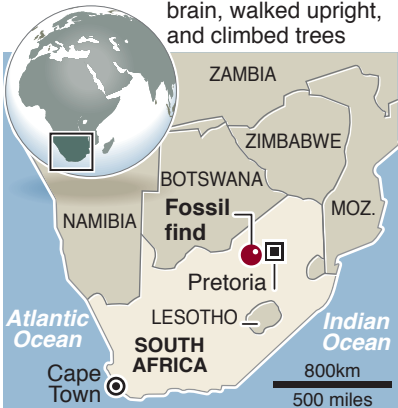 brain, walked upright,
and climbed trees
ZAMBIA
ZIMBABWE
BOTSWANA
NAMIBIA
Fossil
find
MOZ.
Pretoria
Atlantic
Ocean
LESOTHO
Indian
Ocean
SOUTH
AFRICA
Cape
Town
800km
500 miles